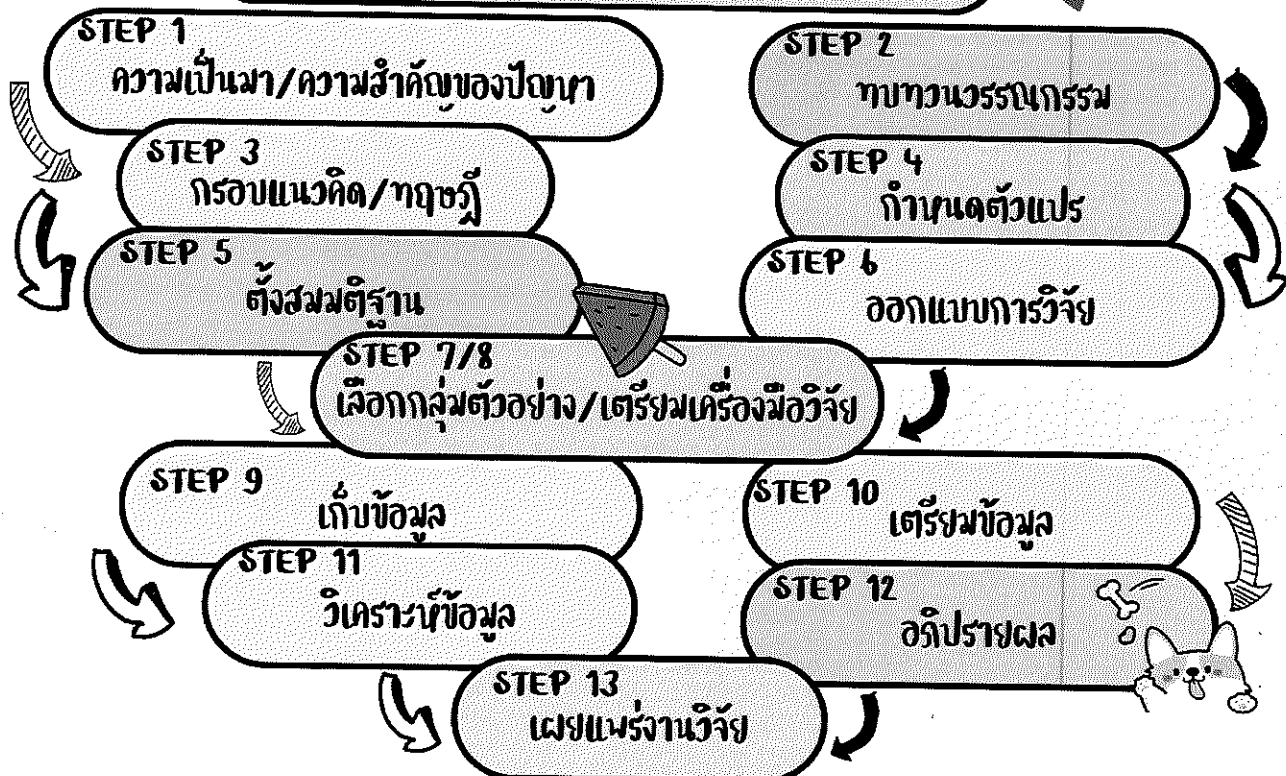 STEP 1
ความเป็นมา/ความสำคัญของปัญหา
STEP 2
ทบทวนวรรณกรรม
STEP 3
กรอบแนวคิด/ทฤษฎี
STEP 4
กำหนดตัวแปร
STEP 5
ตั้งสมมติฐาน
STEP 6
ออกแบบการวิจัย
STEP 7/8
เลือกกลุ่มตัวอย่าง/เตรียมเครื่องมือวิจัย
STEP 9
เก็บข้อมูล
STEP 10
เตรียมข้อมูล
STEP 11
วิเคราะห์ข้อมูล
STEP 12
อภิปรายผล
STEP 13
เผยแพร่งานวิจัย